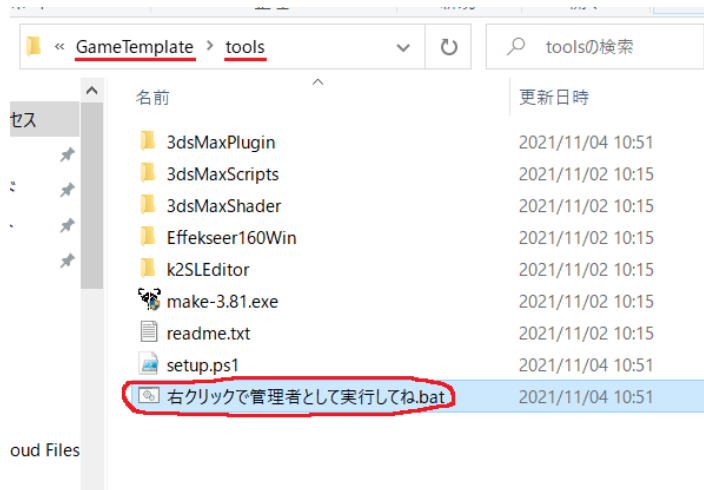 « GameTemplate > tools
toolsの検索
名前 更新日時
セス
3dsMaxPlugin 2021/11/04 10:51
3dsMaxScripts 2021/11/02 10:15
3dsMaxShader 2021/11/02 10:15
Effekseer160Win 2021/11/02 10:15
k2SLEditor 2021/11/02 10:15
make-3.81.exe 2021/11/02 10:15
readme.txt 2021/11/02 10:15
setup.ps1 2021/11/04 10:51
右クリックで管理者として実行してね.bat 2021/11/04 10:51
oud Files